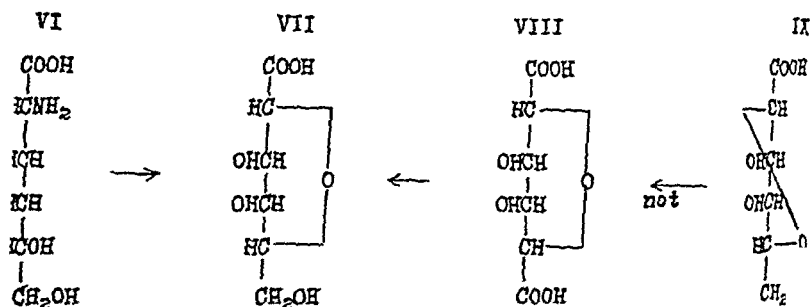 VI VII VIII IX
COOH COOH COOH COOH
HCNH₂ HC HC CH
CH OHCH OHCH OHCH
O O
CH OHCH OHCH OHCH
not
COH HC CH HC O
CH₂OH CH₂OH COOH CH₂